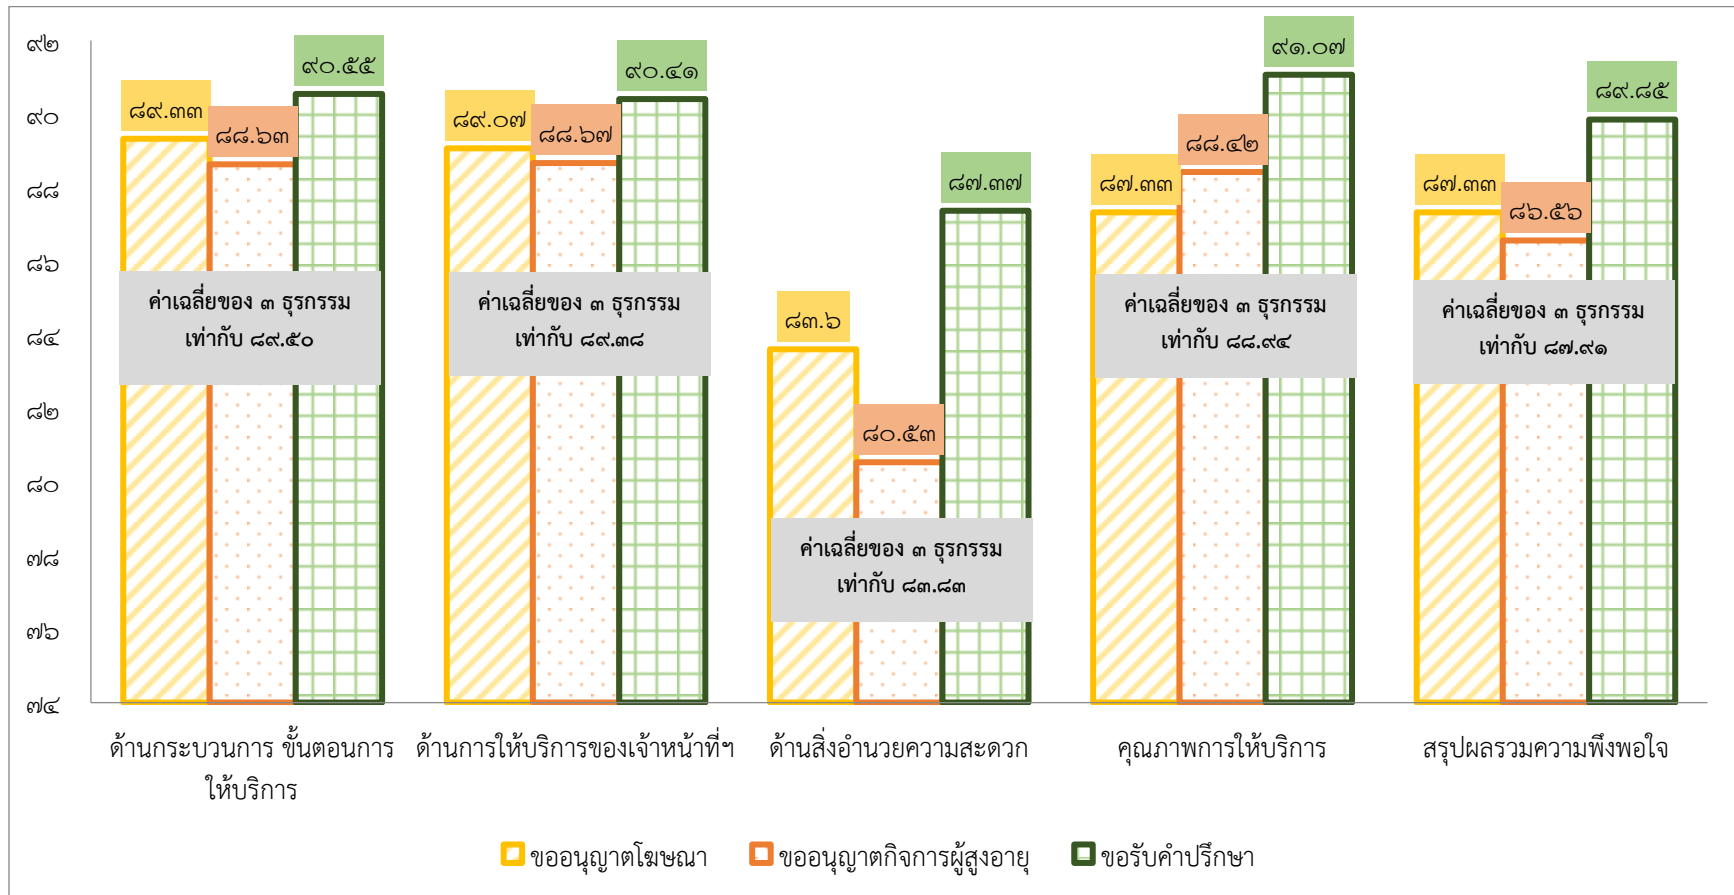 ๙๒
๙๐
๘๘
๘๖
๘๔
๘๒
๘๐
๗๘
๗๖
๗๔
๘๙.๓๓
๘๘.๖๓
๙๐.๕๕
ค่าเฉลี่ยของ ๓ ธุรกรรม
เท่ากับ ๘๙.๕๐
๘๙.๐๗
๘๘.๖๗
๙๐.๔๑
ค่าเฉลี่ยของ ๓ ธุรกรรม
เท่ากับ ๘๙.๓๘
๘๓.๖
๘๐.๕๓
๘๗.๓๗
ค่าเฉลี่ยของ ๓ ธุรกรรม
เท่ากับ ๘๓.๘๓
๘๗.๓๓
๘๘.๔๒
๙๑.๐๗
ค่าเฉลี่ยของ ๓ ธุรกรรม
เท่ากับ ๘๘.๙๔
๘๗.๓๓
๘๖.๕๖
๘๙.๘๕
ค่าเฉลี่ยของ ๓ ธุรกรรม
เท่ากับ ๘๗.๙๑
ด้านกระบวนการ ขั้นตอนการ
ให้บริการ
ด้านการให้บริการของเจ้าหน้าที่ฯ
ด้านสิ่งอำนวยความสะดวก
คุณภาพการให้บริการ
สรุปผลรวมความพึงพอใจ
ขออนุญาตโฆษณา
ขออนุญาตกิจการผู้สูงอายุ
ขอรับคำปรึกษา